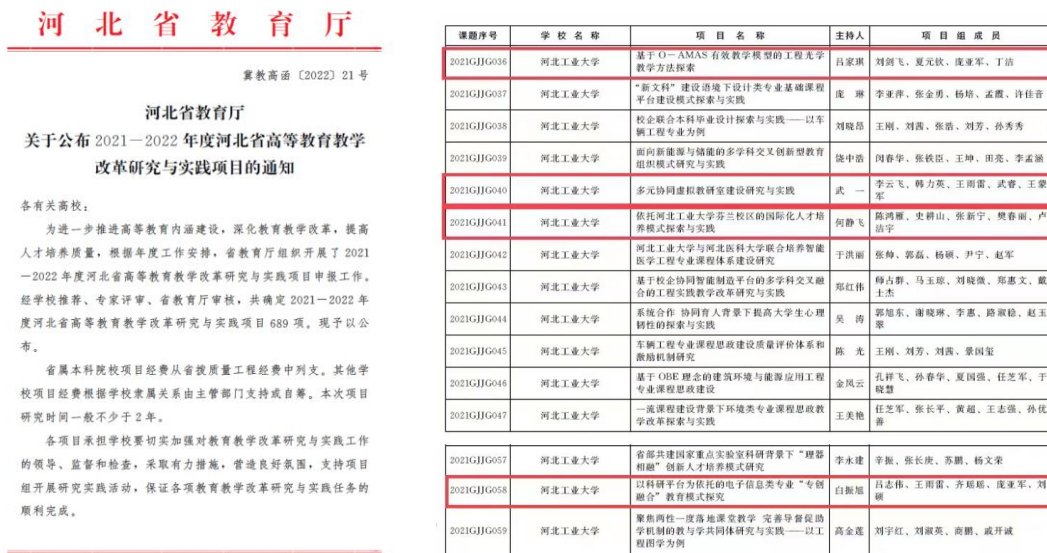 河北省教育厅
冀教高函〔2022〕21号
河北省教育厅
关于公布2021—2022年度河北省高等教育教学
改革研究与实践项目的通知
各有关高校：
为进一步推进高等教育内涵建设，深化教育教学改革，提高
人才培养质量，根据年度工作安排，省教育厅组织开展了2021
—2022年度河北省高等教育教学改革研究与实践项目申报工作。
经学校推荐、专家评审、省教育厅审核，共确定2021—2022年
度河北省高等教育教学改革研究与实践项目689项。现予以公
布。
省属本科院校项目经费从省拨质量工程经费中列支。其他学
校项目经费根据学校隶属关系由主管部门支持或自筹。本次项目
研究时间一般不少于2年。
各项目承担学校要切实加强对教育教学改革研究与实践工作
的领导、监督和检查，采取有力措施，营造良好氛围，支持项目
组开展研究实践活动，保证各项教育教学改革研究与实践任务的
顺利完成。
课题序号 学校名称 项目名称 主持人 项目组成员
2021GJJG036 河北工业大学 基于O—AMAS有效教学模型的工程光学教学方法探索 吕家琪 刘剑飞、夏元钦、庞亚军、丁洁
2021GJJG037 河北工业大学 “新文科”建设语境下设计类专业基础课程平台建设模式探索与实践 庞琳 李亚萍、张金勇、杨培、孟霞、许佳音
2021GJJG038 河北工业大学 校企联合本科毕业设计探索与实践——以车辆工程专业为例 刘晓昂 王刚、刘茜、张浩、刘芳、孙秀秀
2021GJJG039 河北工业大学 面向新能源与储能的多学科交叉创新型教育组织模式研究与实践 饶中浩 闵春华、张铁臣、王坤、田亮、李孟涵
2021GJJG040 河北工业大学 多元协同虚拟教研室建设研究与实践 武一 李云飞、韩力英、王雨雷、武睿、王蒙军
2021GJJG041 河北工业大学 依托河北工业大学芬兰校区的国际化人才培养模式探索与实践 何静飞 陈鸿雁、史耕山、张新宁、樊春丽、卢洁宇
2021GJJG042 河北工业大学 河北工业大学与河北医科大学联合培养智能医学工程专业课程体系建设研究 于洪丽 张帅、郭磊、杨硕、尹宁、赵军
2021GJJG043 河北工业大学 基于校企协同智能制造平台的多学科交叉融合的工程实践教学改革研究与实践 郑红伟 师占群、马玉琼、刘晓微、郑惠文、戴士杰
2021GJJG044 河北工业大学 系统合作 协同育人背景下提高大学生心理韧性的探索与实践 吴涛 郭旭东、谢晓琳、李惠、路淑稳、赵玉翠
2021GJJG045 河北工业大学 车辆工程专业课程思政建设质量评价体系和激励机制研究 陈光 王刚、刘芳、刘茜、景国玺
2021GJJG046 河北工业大学 基于OBE理念的建筑环境与能源应用工程专业课程思政建设 金凤云 孔祥飞、孙春华、夏国强、任芝军、于晓慧
2021GJJG047 河北工业大学 一流课程建设背景下环境类专业课程思政教学改革探索与实践 王美艳 任芝军、张长平、黄超、王志强、孙优善
2021GJJG057 河北工业大学 省部共建国家重点实验室科研背景下“理器相融”创新人才培养模式研究 李永建 辛振、张长庚、苏鹏、杨文荣
2021GJJG058 河北工业大学 以科研平台为依托的电子信息类专业“专创融合”教育模式探究 白振旭 吕志伟、王雨雷、齐瑶瑶、庞亚军、刘硕
2021GJJG059 河北工业大学 聚焦两性一度落地课堂教学 完善导督促助学机制的教与学共同体研究与实践——以工程图学为例 高金莲 刘宇红、刘淑英、商鹏、戚开诚